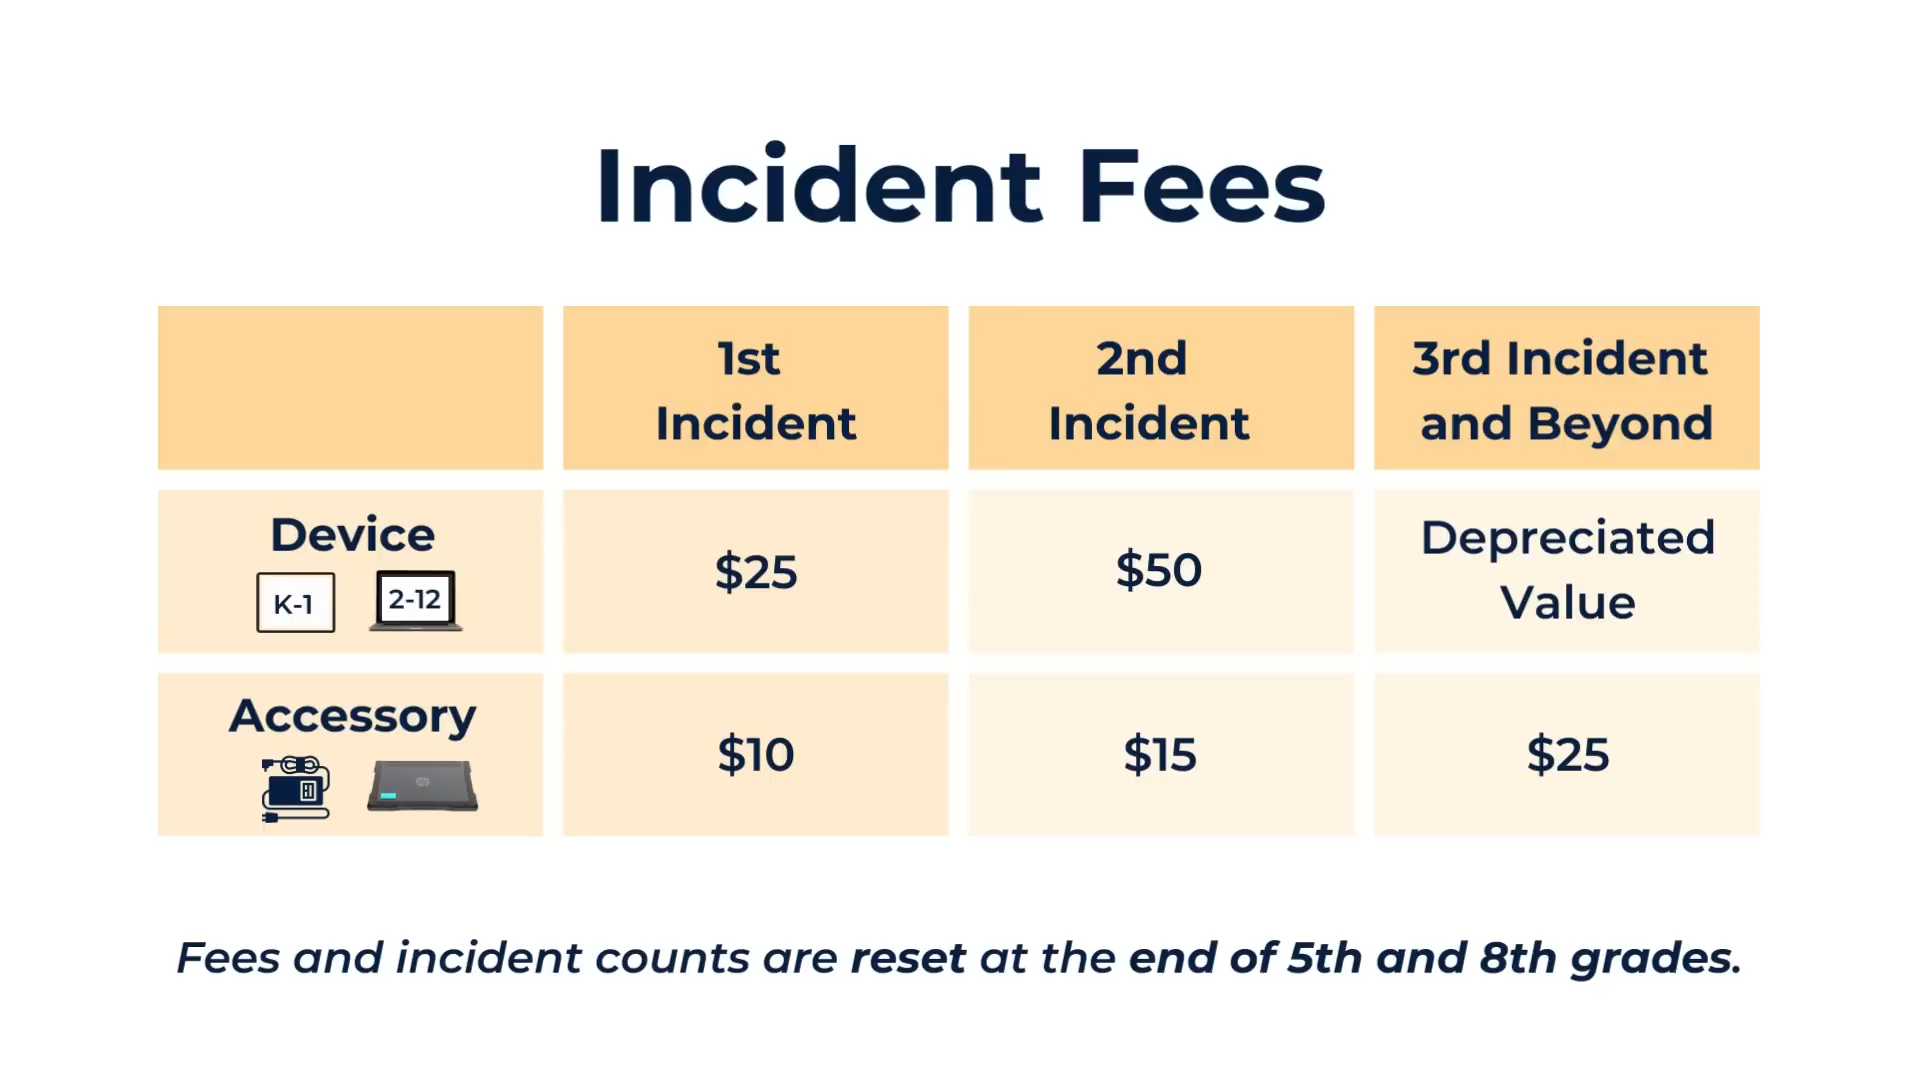 Incident Fees
1st
Incident
2nd
Incident
3rd Incident
and Beyond
Device
K-1
2-12
$25
$50
Depreciated
Value
Accessory
$10
$15
$25
Fees and incident counts are reset at the end of 5th and 8th grades.